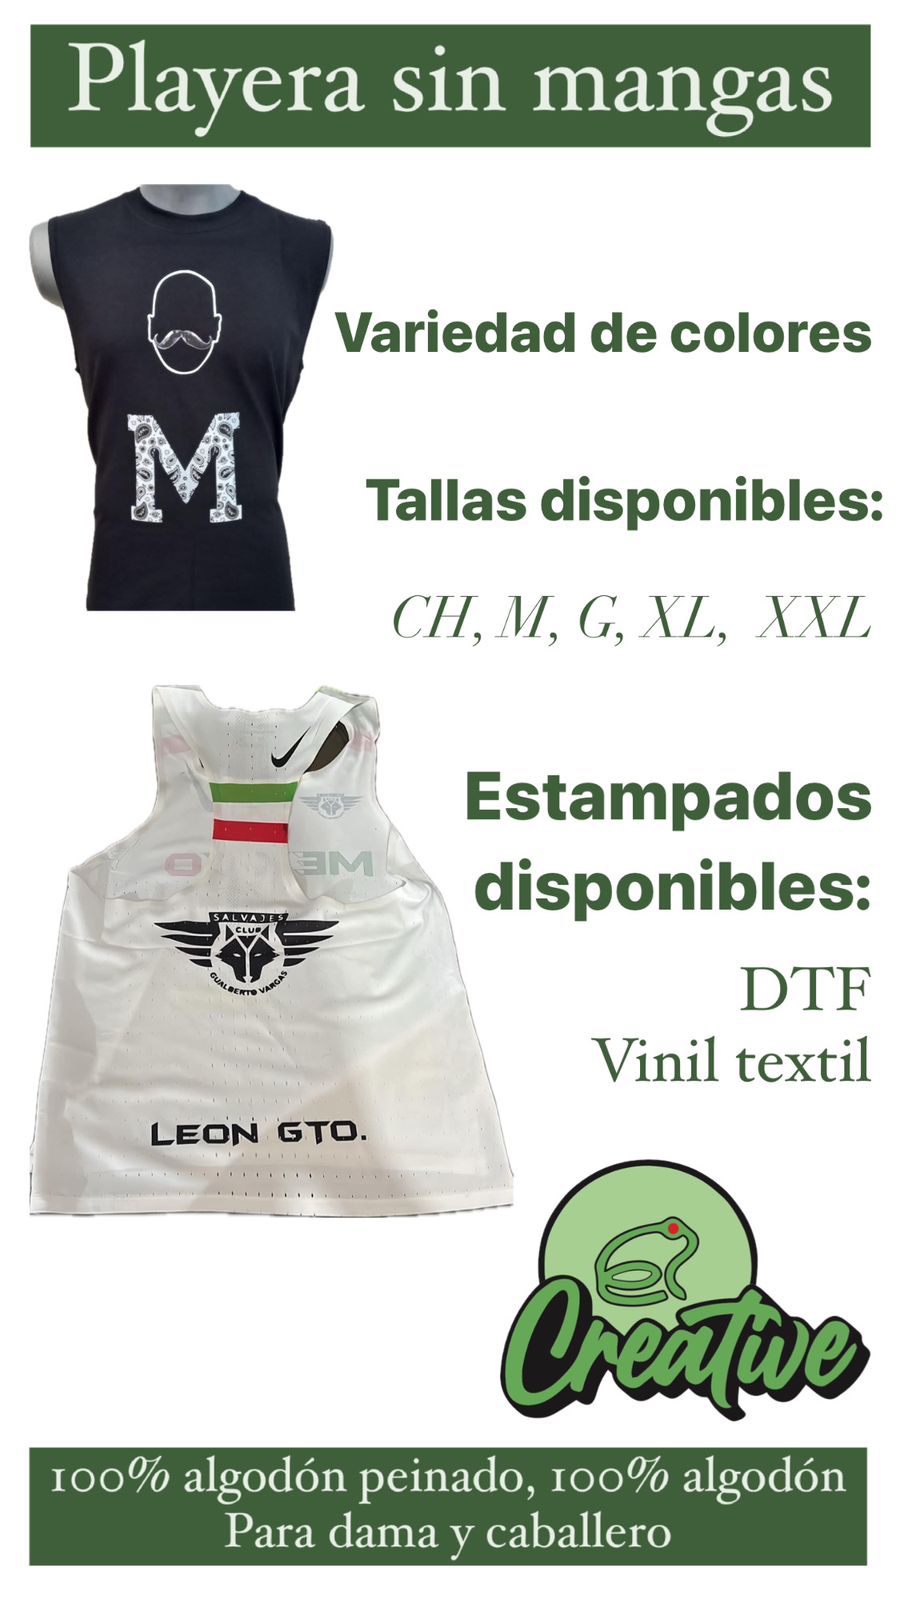 Playera sin mangas
M
Variedad de colores
Tallas disponibles:
CH, M, G, XL, XXL
SALVAJES
CLUB
GUALBERTO VARGAS
LEON GTO.
Estampados
disponibles:
DTF
Vinil textil
Creative
100% algodón peinado, 100% algodón
Para dama y caballero